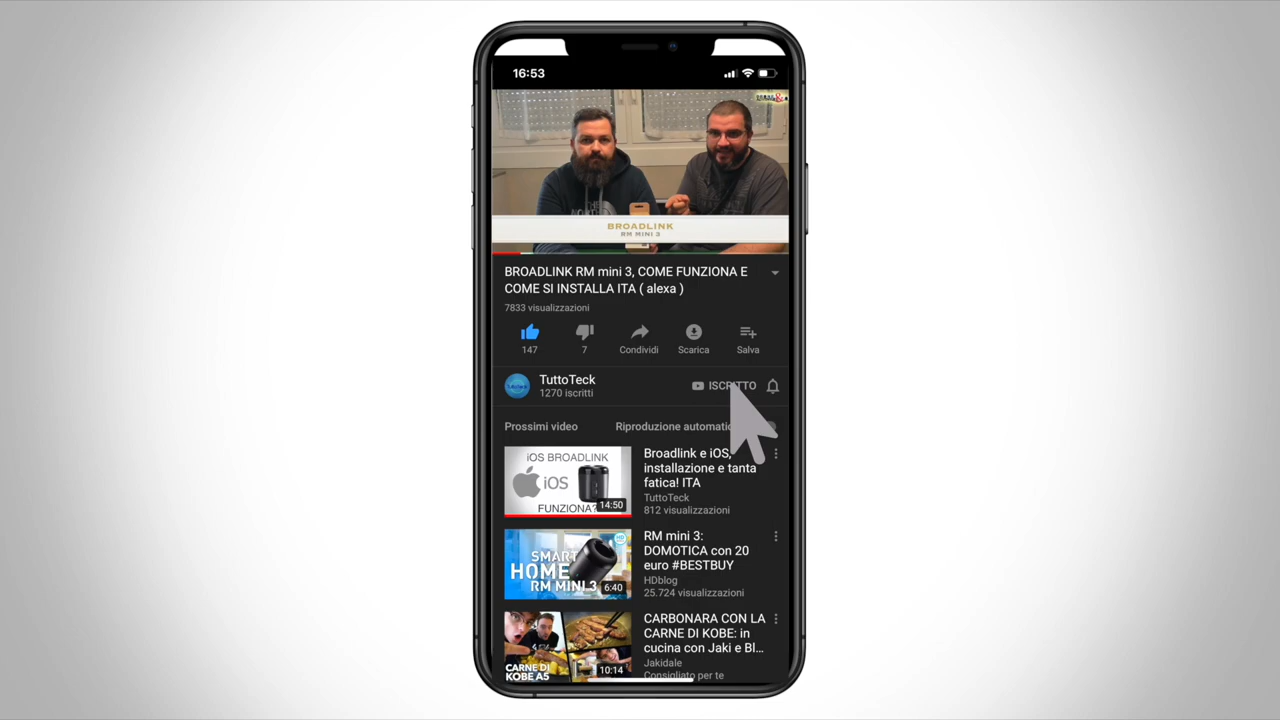 16:53
BROADLINK
RM MINI 3
BROADLINK RM mini 3, COME FUNZIONA E
COME SI INSTALLA ITA ( alexa )
7833 visualizzazioni
147
7
Condividi
Scarica
Salva
TuttoTeck
1270 iscritti
ISCRITTO
Prossimi video
Riproduzione
iOS BROADLINK
iOS
FUNZIONA?
14:50
Broadlink e iOS,
installazione e tanta
fatica! ITA
TuttoTeck
812 visualizzazioni
SMART
HOME
RM MINI 3
HD
6:40
RM mini 3:
DOMOTICA con 20
euro #BESTBUY
HDblog
25.724 visualizzazioni
CARNE DI
KOBE A5
10:14
CARBONARA CON LA
CARNE DI KOBE: in
cucina con Jaki e Bl...
Jakidale
Consigliato per te